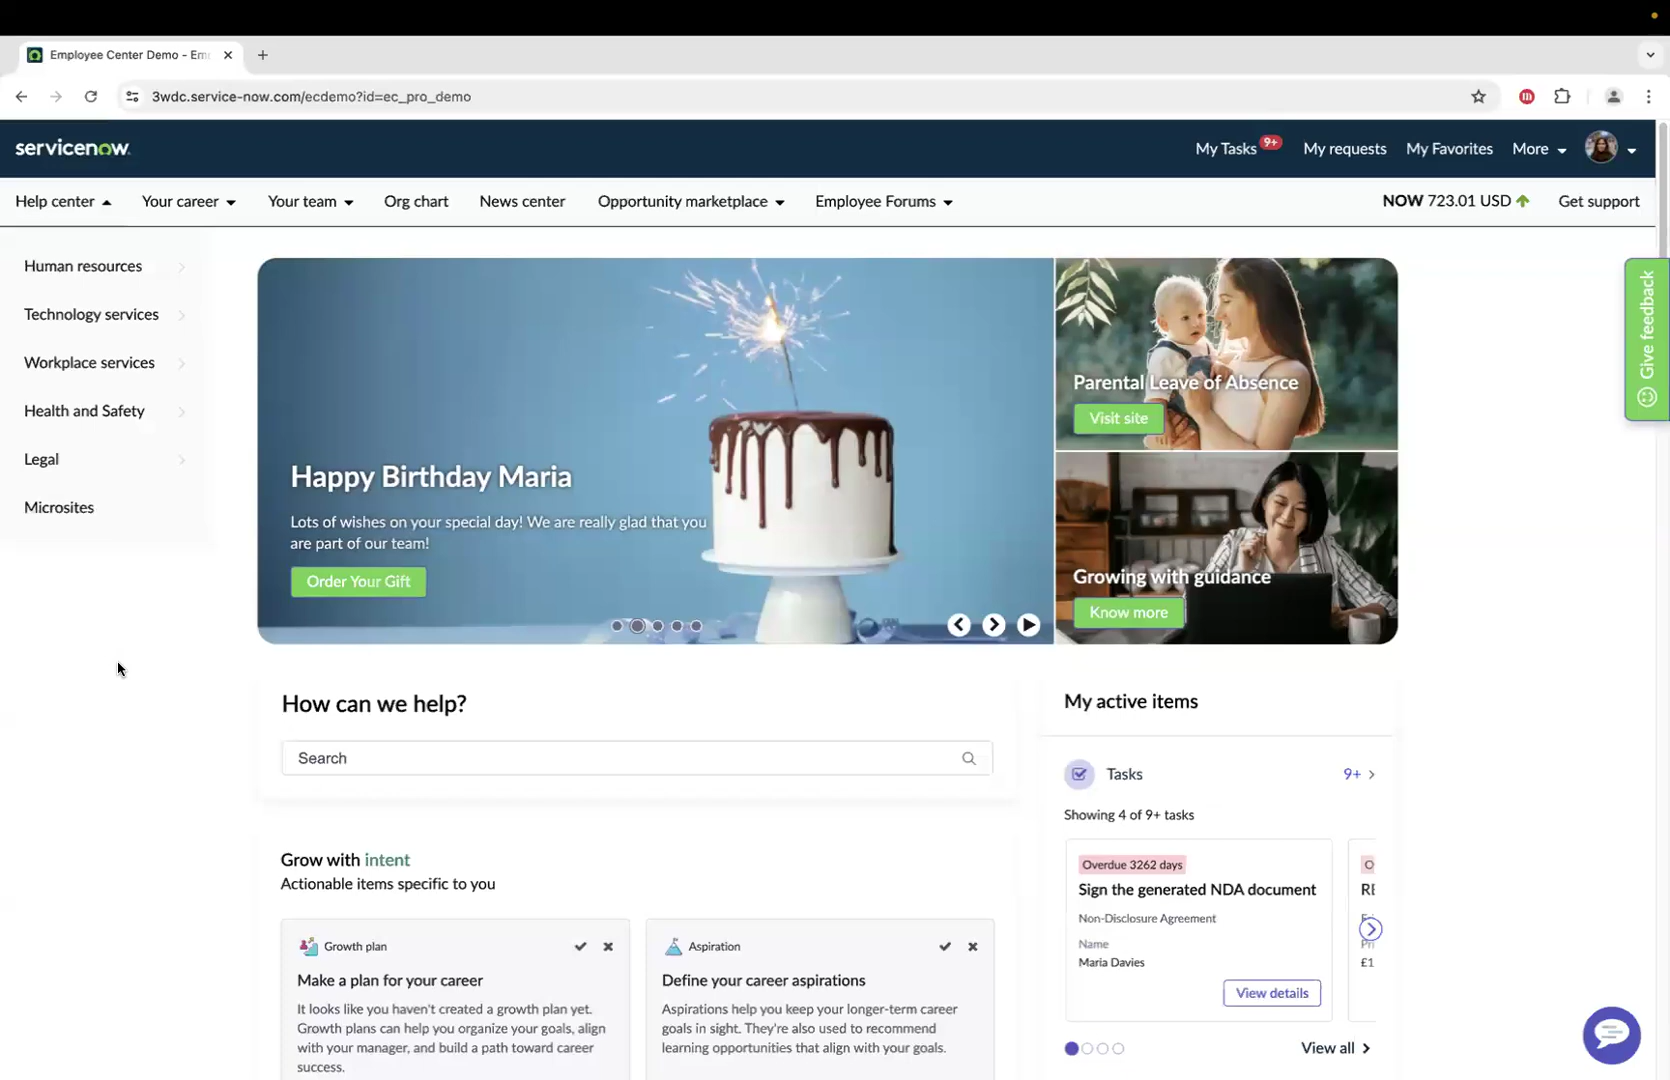 Employee Center Demo - Em
3wdc.service-now.com/ecdemo?id=ec_pro_demo
servicenow
My Tasks 9+ My requests My Favorites More
Help center Your career Your team Org chart News center Opportunity marketplace Employee Forums NOW 723.01 USD Get support
Human resources
Technology services
Workplace services
Health and Safety
Legal
Microsites
Happy Birthday Maria
Lots of wishes on your special day! We are really glad that you
are part of our team!
Order Your Gift
Parental Leave of Absence
Visit site
Growing with guidance
Know more
Give feedback
How can we help?
Search
Grow with intent
Actionable items specific to you
Growth plan
Make a plan for your career
It looks like you haven't created a growth plan yet.
Growth plans can help you organize your goals, align
with your manager, and build a path toward career
success.
Aspiration
Define your career aspirations
Aspirations help you keep your longer-term career
goals in sight. They're also used to recommend
learning opportunities that align with your goals.
My active items
Tasks 9+
Showing 4 of 9+ tasks
Overdue 3262 days
Sign the generated NDA document
Non-Disclosure Agreement
Name
Maria Davies
View details
View all